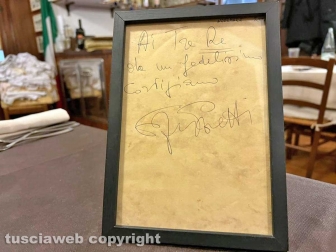 Ai Tre Re
da un fedelissimo
Cortigiano
tusciaweb copyright